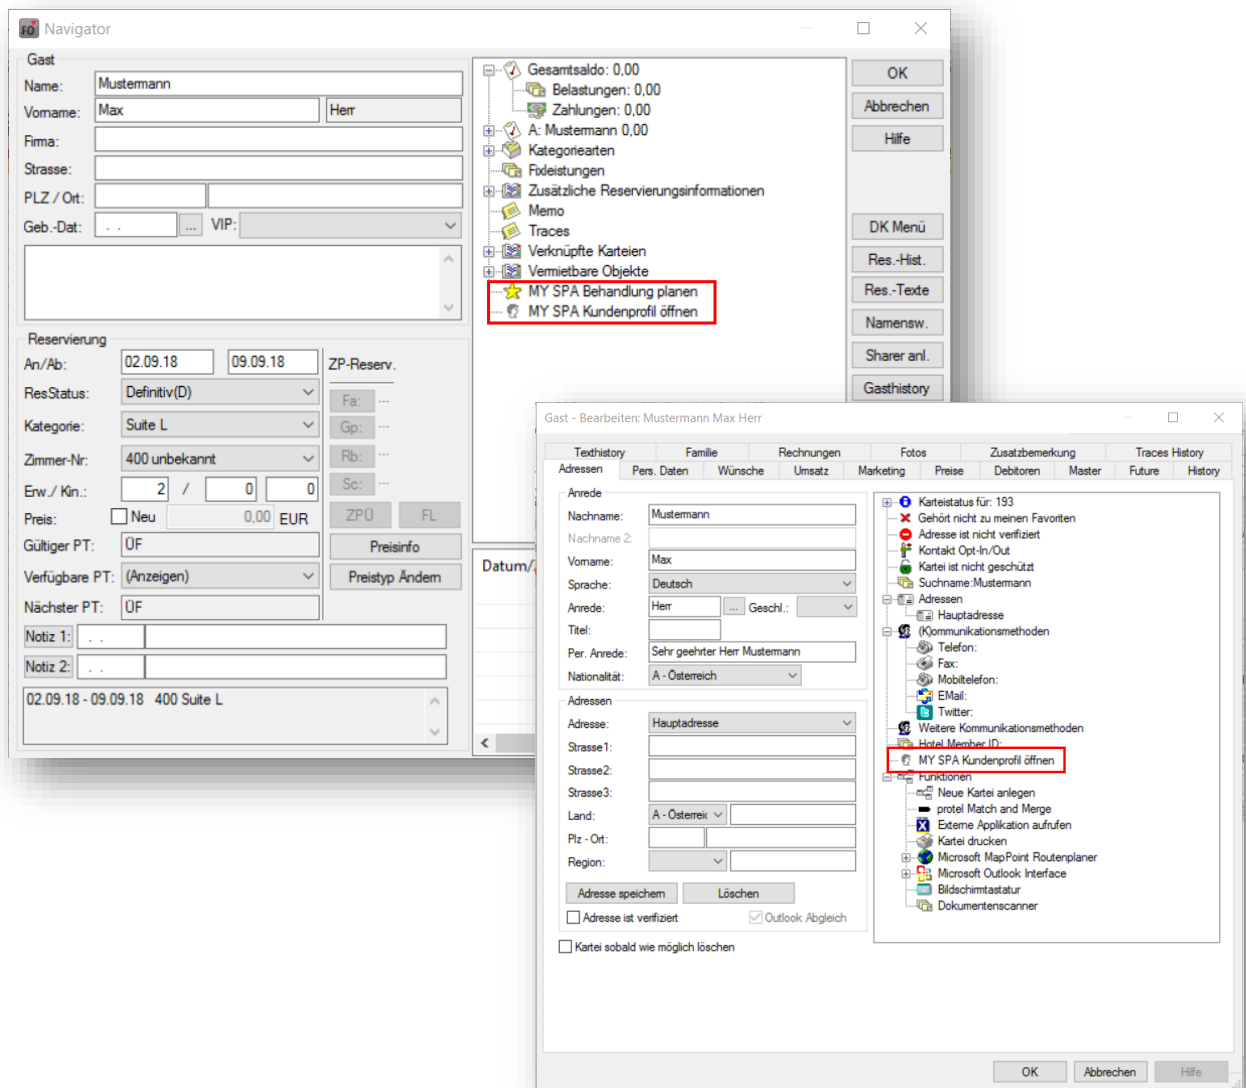 FO Navigator
Gast
Name: Mustermann
Vorname: Max Herr
Firma:
Strasse:
PLZ / Ort:
Geb.-Dat: . . ... VIP:
Reservierung
An/Ab: 02.09.18 09.09.18 ZP-Reserv.
ResStatus: Definitiv(D) Fa: ---
Kategorie: Suite L Gp: ---
Zimmer-Nr: 400 unbekannt Rb: ---
Erw./ Kin.: 2 / 0 0 Sc: ---
Preis: Neu 0,00 EUR ZPÜ FL
Gültiger PT: ÜF Preisinfo
Verfügbare PT: (Anzeigen) Preistyp Ändern
Nächster PT: ÜF
Notiz 1: . .
Notiz 2: . .
02.09.18 - 09.09.18 400 Suite L
Gesamtsaldo: 0,00
Belastungen: 0,00
Zahlungen: 0,00
A: Mustermann 0,00
Kategoriearten
Fixleistungen
Zusätzliche Reservierungsinformationen
Memo
Traces
Verknüpfte Karteien
Vermietbare Objekte
MY SPA Behandlung planen
MY SPA Kundenprofil öffnen
Datum/
OK
Abbrechen
Hilfe
DK Menü
Res.-Hist.
Res.-Texte
Namensw.
Sharer anl.
Gasthistory
Gast - Bearbeiten: Mustermann Max Herr
Texthistory Familie Rechnungen Fotos Zusatzbemerkung Traces History
Adressen Pers. Daten Wünsche Umsatz Marketing Preise Debitoren Master Future History
Anrede
Nachname: Mustermann
Nachname 2:
Vorname: Max
Sprache: Deutsch
Anrede: Herr ... Geschl.:
Titel:
Per. Anrede: Sehr geehrter Herr Mustermann
Nationalität: A - Österreich
Adressen
Adresse: Hauptadresse
Strasse1:
Strasse2:
Strasse3:
Land: A - Österreic
Plz - Ort:
Region:
Adresse speichern Löschen
Adresse ist verifiziert Outlook Abgleich
Kartei sobald wie möglich löschen
Karteistatus für: 193
Gehört nicht zu meinen Favoriten
Adresse ist nicht verifiziert
Kontakt Opt-In/Out
Kartei ist nicht geschützt
Suchname:Mustermann
Adressen
Hauptadresse
(K)ommunikationsmethoden
Telefon:
Fax:
Mobiltelefon:
EMail:
Twitter:
Weitere Kommunikationsmethoden
Hotel Member ID:
MY SPA Kundenprofil öffnen
Funktionen
Neue Kartei anlegen
protel Match and Merge
Externe Applikation aufrufen
Kartei drucken
Microsoft MapPoint Routenplaner
Microsoft Outlook Interface
Bildschirmtastatur
Dokumentenscanner
OK Abbrechen Hilfe